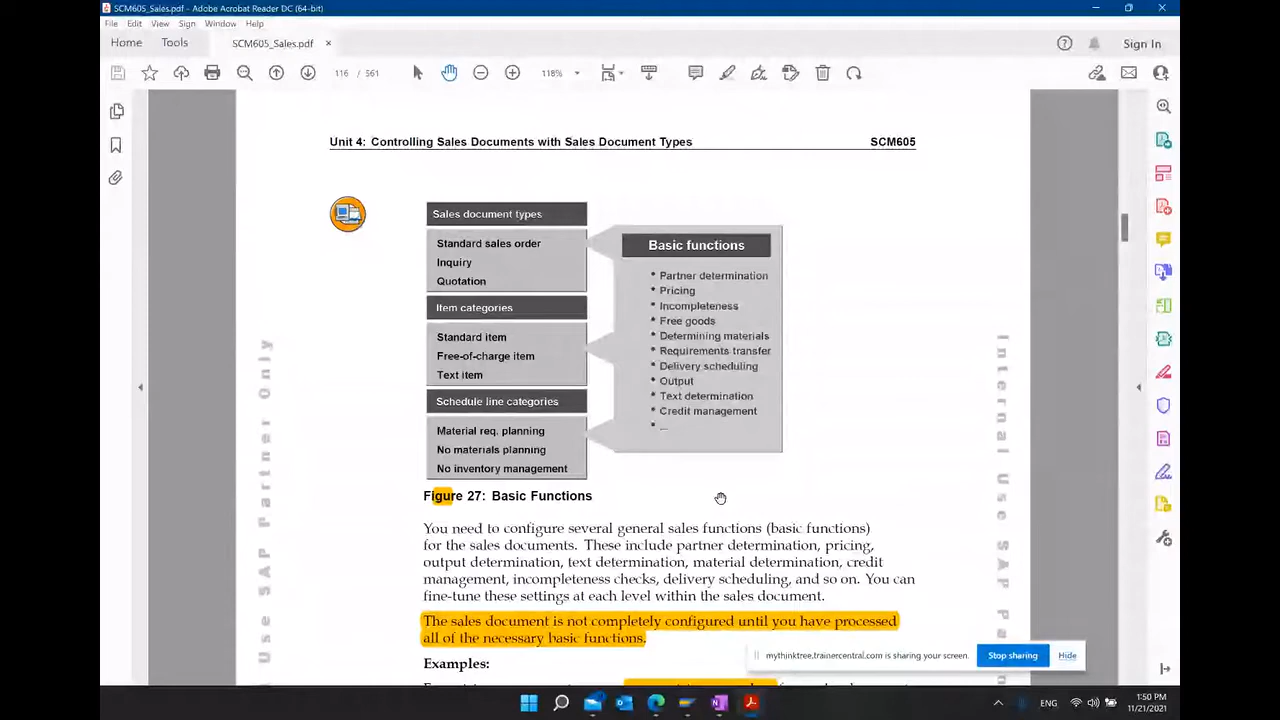 SCM605_Sales.pdf - Adobe Acrobat Reader DC (64-bit)
File Edit View Sign Window Help
Home Tools SCM605_Sales.pdf × Sign In
116 / 561 118%
Unit 4: Controlling Sales Documents with Sales Document Types SCM605
Sales document types
Standard sales order
Inquiry
Quotation
Item categories
Standard item
Free-of-charge item
Text item
Schedule line categories
Material req. planning
No materials planning
No inventory management
Basic functions
* Partner determination
* Pricing
* Incompleteness
* Free goods
* Determining materials
* Requirements transfer
* Delivery scheduling
* Output
* Text determination
* Credit management
* ...
Figure 27: Basic Functions
You need to configure several general sales functions (basic functions)
for the sales documents. These include partner determination, pricing,
output determination, text determination, material determination, credit
management, incompleteness checks, delivery scheduling, and so on. You can
fine-tune these settings at each level within the sales document.
The sales document is not completely configured until you have processed
all of the necessary basic functions.
Examples:
Use SAP Partner Only
Internal Use SAP Pa
mythinktree.trainercentral.com is sharing your screen. Stop sharing Hide
ENG 1:50 PM
11/21/2021